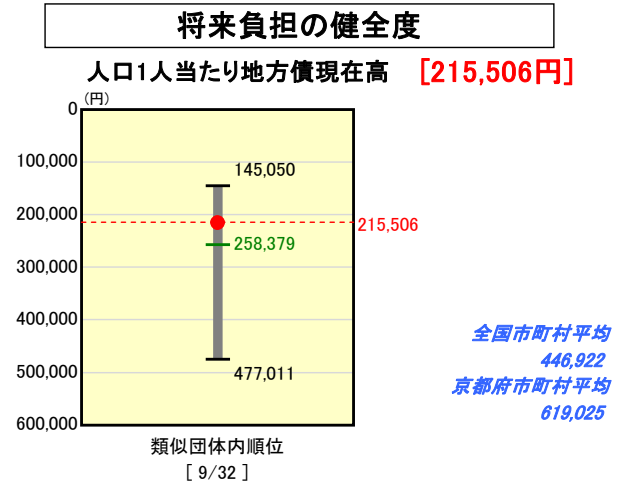 将来負担の健全度
人口1人当たり地方債現在高 [215,506円]
(円)
0
100,000
200,000
300,000
400,000
500,000
600,000
145,050
215,506
258,379
477,011
全国市町村平均
446,922
京都府市町村平均
619,025
類似団体内順位
[ 9/32 ]